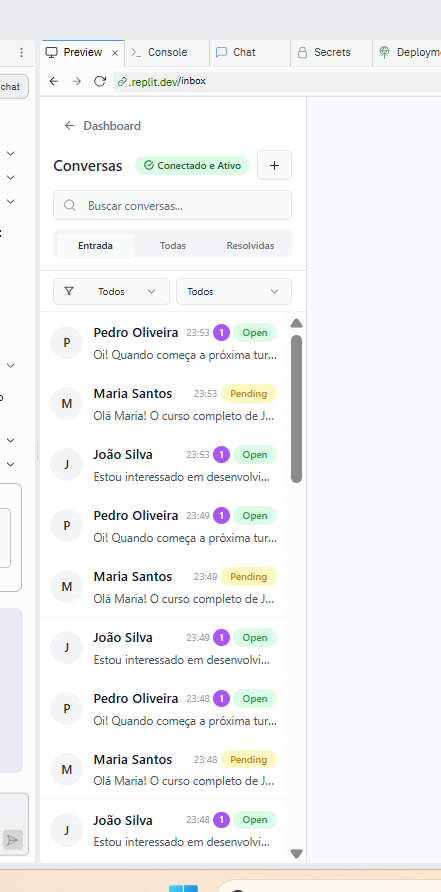 Preview
Console
Chat
Secrets
chat
.replit.dev/inbox
Dashboard
Conversas
Conectado e Ativo
Buscar conversas...
Entrada
Todas
Resolvidas
Todos
Todos
Pedro Oliveira 23:53 1 Open
P
Oi! Quando começa a próxima tur...
Maria Santos 23:53 Pending
M
Olá Maria! O curso completo de J...
João Silva 23:53 1 Open
J
Estou interessado em desenvolvi...
Pedro Oliveira 23:49 1 Open
P
Oi! Quando começa a próxima tur...
Maria Santos 23:49 Pending
M
Olá Maria! O curso completo de J...
João Silva 23:49 1 Open
J
Estou interessado em desenvolvi...
Pedro Oliveira 23:48 1 Open
P
Oi! Quando começa a próxima tur...
Maria Santos 23:48 Pending
M
Olá Maria! O curso completo de J...
João Silva 23:48 1 Open
J
Estou interessado em desenvolvi...